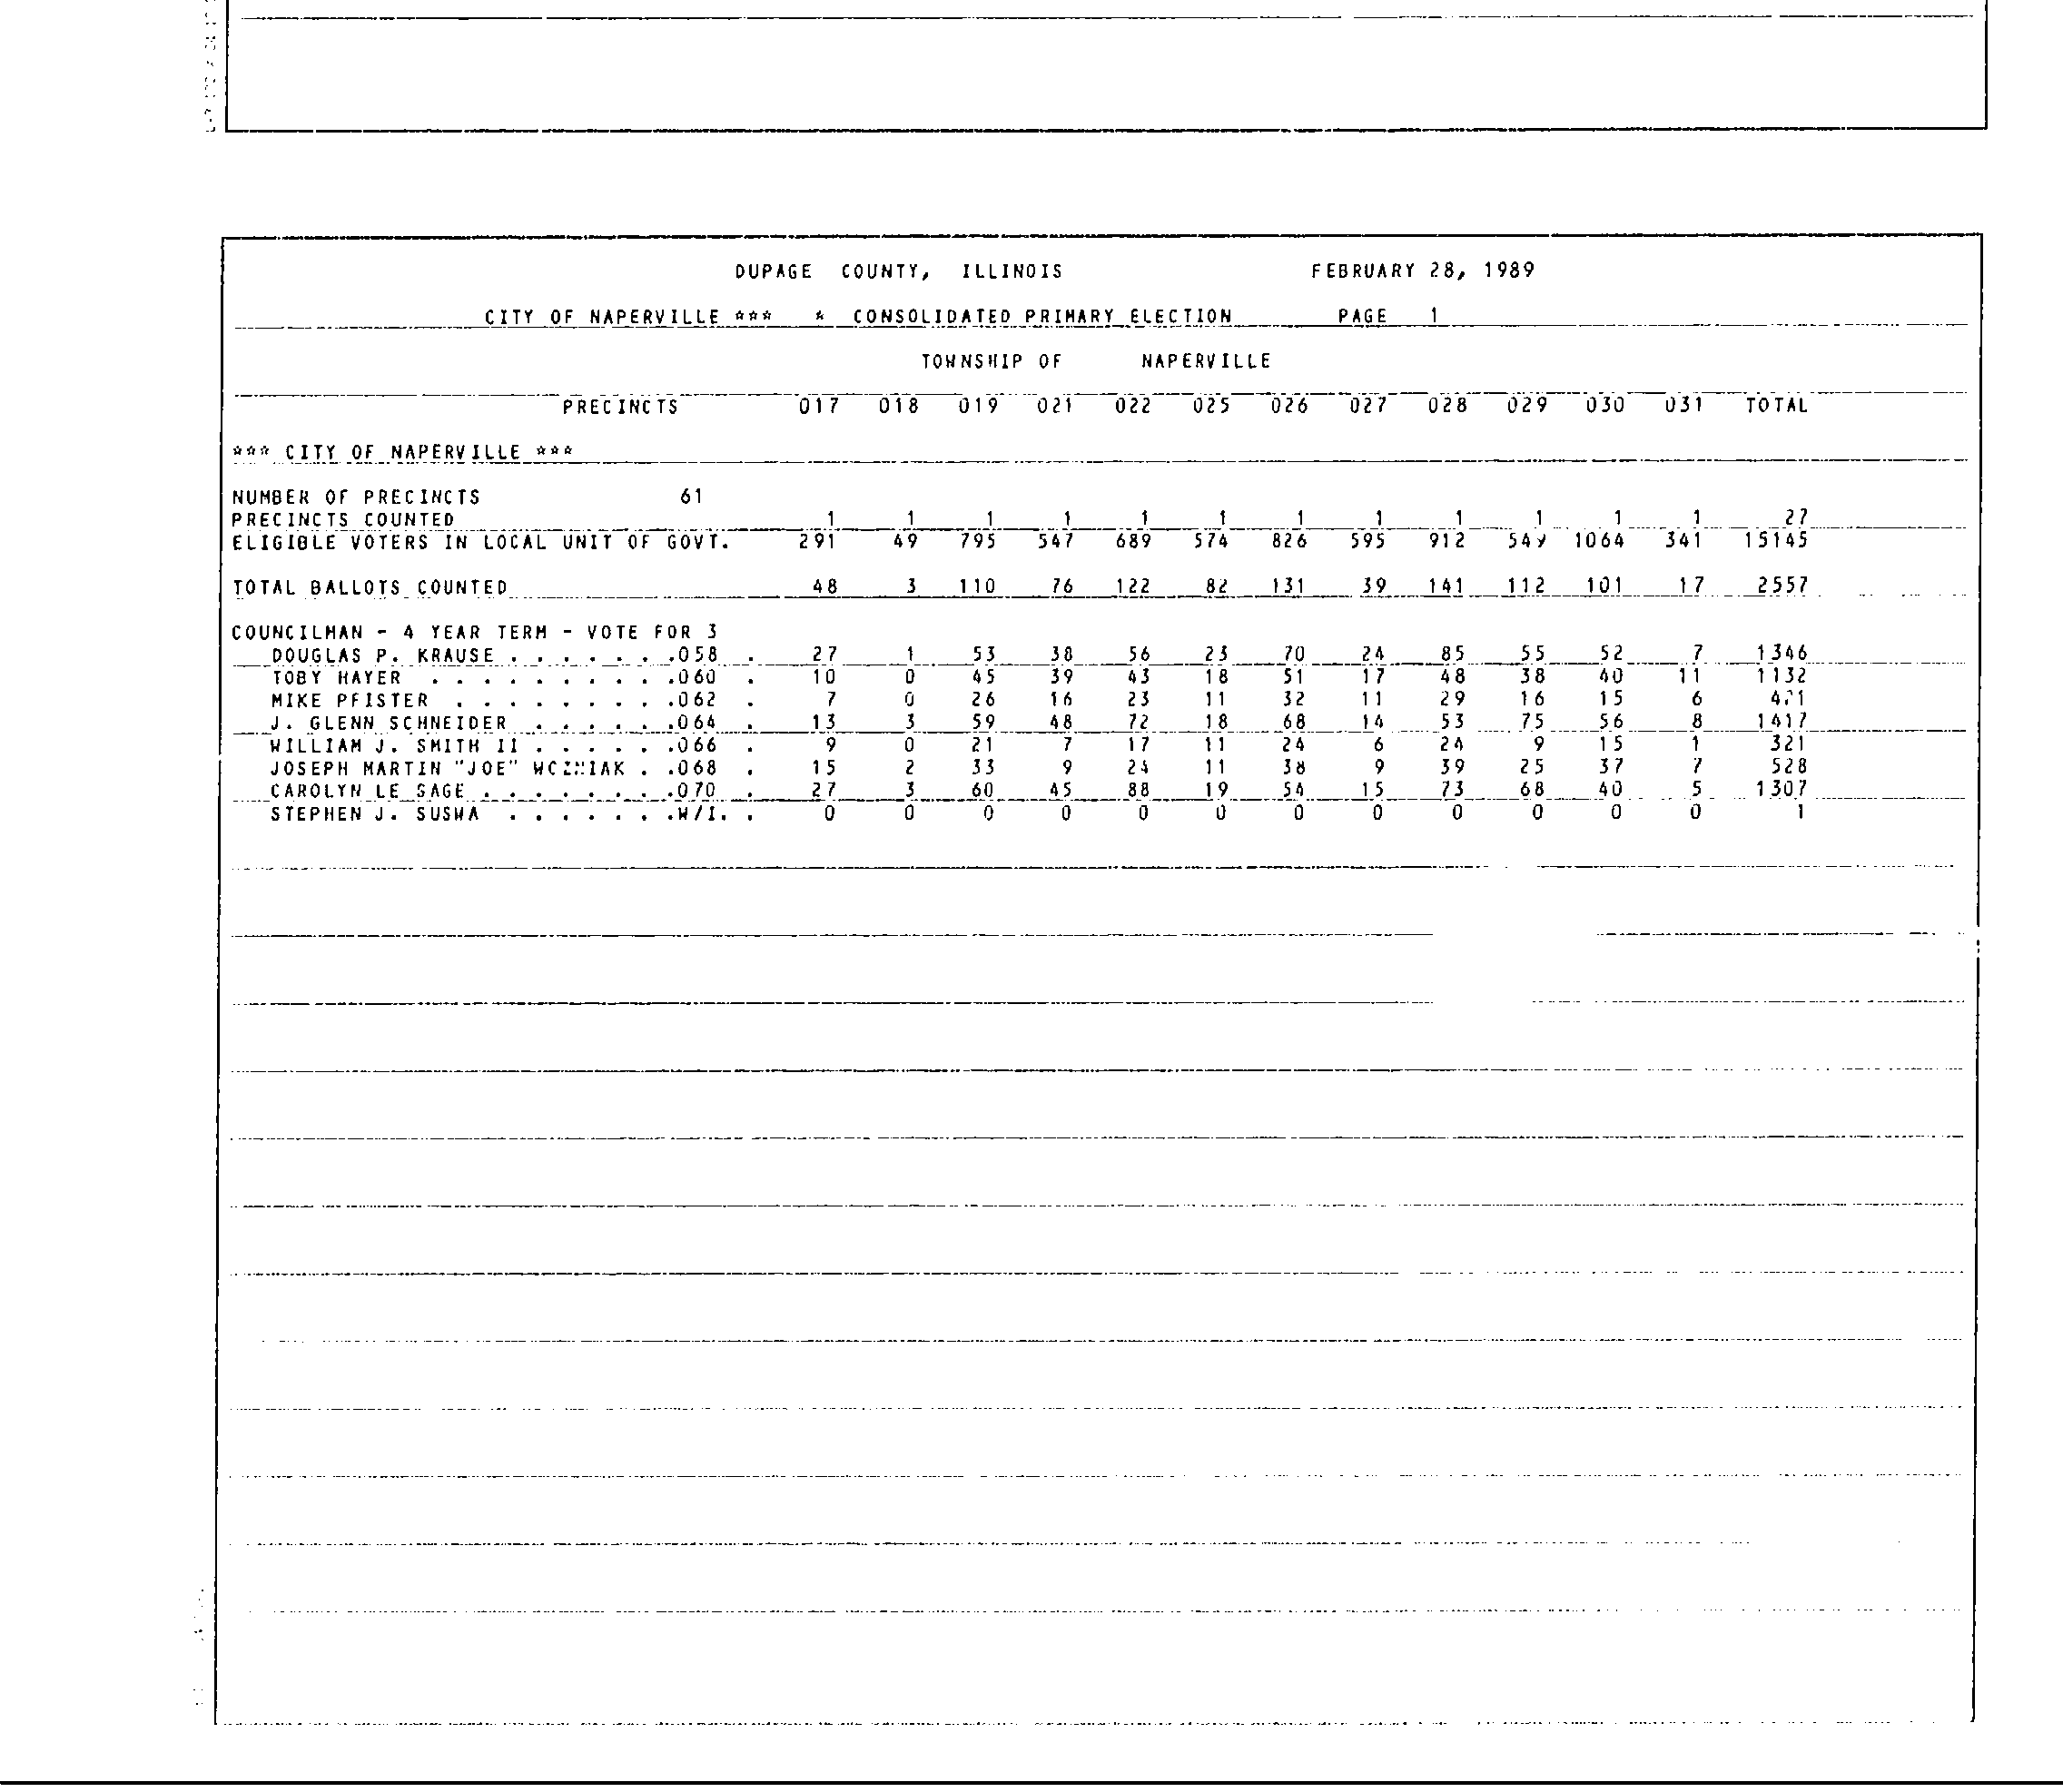 DUPAGE COUNTY, ILLINOIS FEBRUARY 28, 1989
CITY OF NAPERVILLE *** * CONSOLIDATED PRIMARY ELECTION PAGE 1
TOWNSHIP OF NAPERVILLE
PRECINCTS 017 018 019 021 022 025 026 027 028 029 030 031 TOTAL
*** CITY OF NAPERVILLE ***
NUMBER OF PRECINCTS 61
PRECINCTS COUNTED 1 1 1 1 1 1 1 1 1 1 1 1 27
ELIGIBLE VOTERS IN LOCAL UNIT OF GOVT. 291 49 795 547 689 574 826 595 912 549 1064 341 15145
TOTAL BALLOTS COUNTED 48 3 110 76 122 82 131 39 141 112 101 17 2557
COUNCILMAN - 4 YEAR TERM - VOTE FOR 3
DOUGLAS P. KRAUSE . . . . . . .058 . 27 1 53 38 56 23 70 24 85 55 52 7 1346
TOBY HAYER . . . . . . . . . .060 . 10 0 45 39 43 18 51 17 48 38 40 11 1132
MIKE PFISTER . . . . . . . . .062 . 7 0 26 16 23 11 32 11 29 16 15 6
J. GLENN SCHNEIDER . . . . . .064 . 13 3 59 48 72 18 68 14 53 75 56 8 1417
WILLIAM J. SMITH II . . . . . .066 . 9 0 21 7 17 11 24 6 24 9 15 1 321
JOSEPH MARTIN "JOE" . .068 . 15 2 33 9 24 11 38 9 39 25 37 7 528
CAROLYN LE SAGE . . . . . . . .070 . 27 3 60 45 88 19 54 15 73 68 40 5 1307
STEPHEN J. SUSWA . . . . . . .W/I. . 0 0 0 0 0 0 0 0 0 0 0 0 1